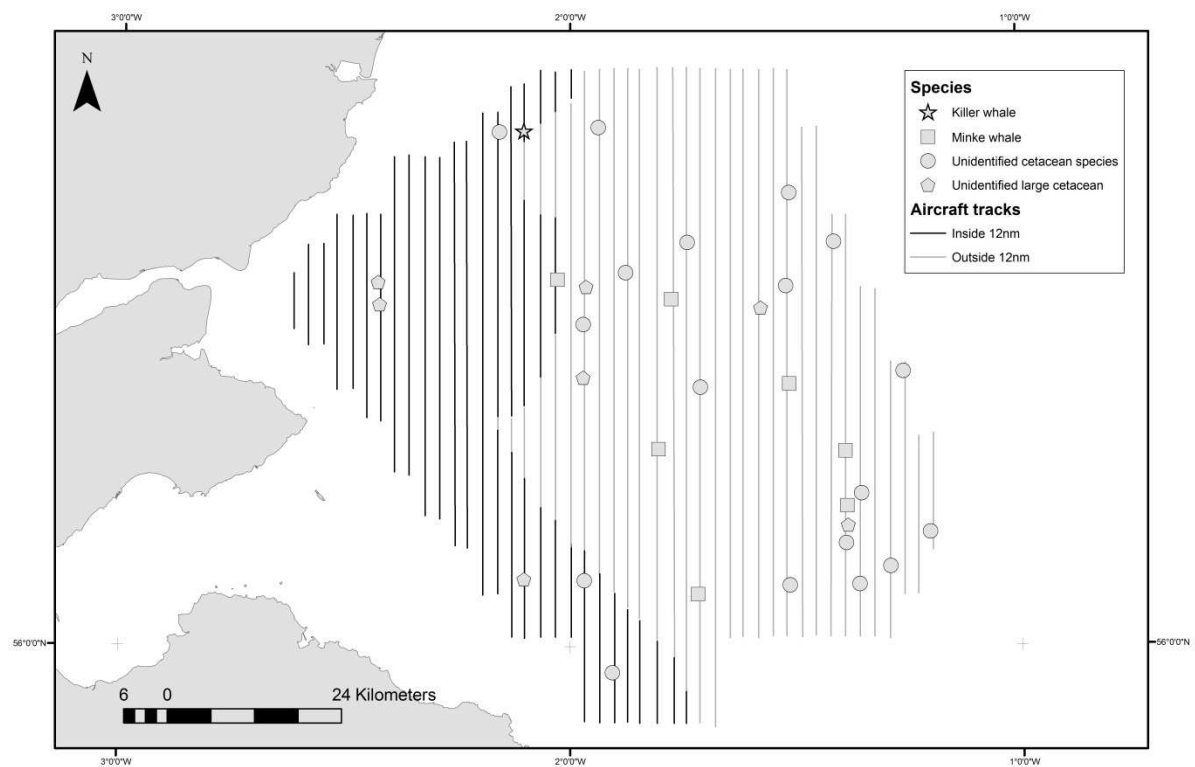 3°0'0"W 2°0'0"W 1°0'0"W
N
Species
Killer whale
Minke whale
Unidentified cetacean species
Unidentified large cetacean
Aircraft tracks
Inside 12nm
Outside 12nm
56°0'0"N 56°0'0"N
6 0 24 Kilometers
3°0'0"W 2°0'0"W 1°0'0"W